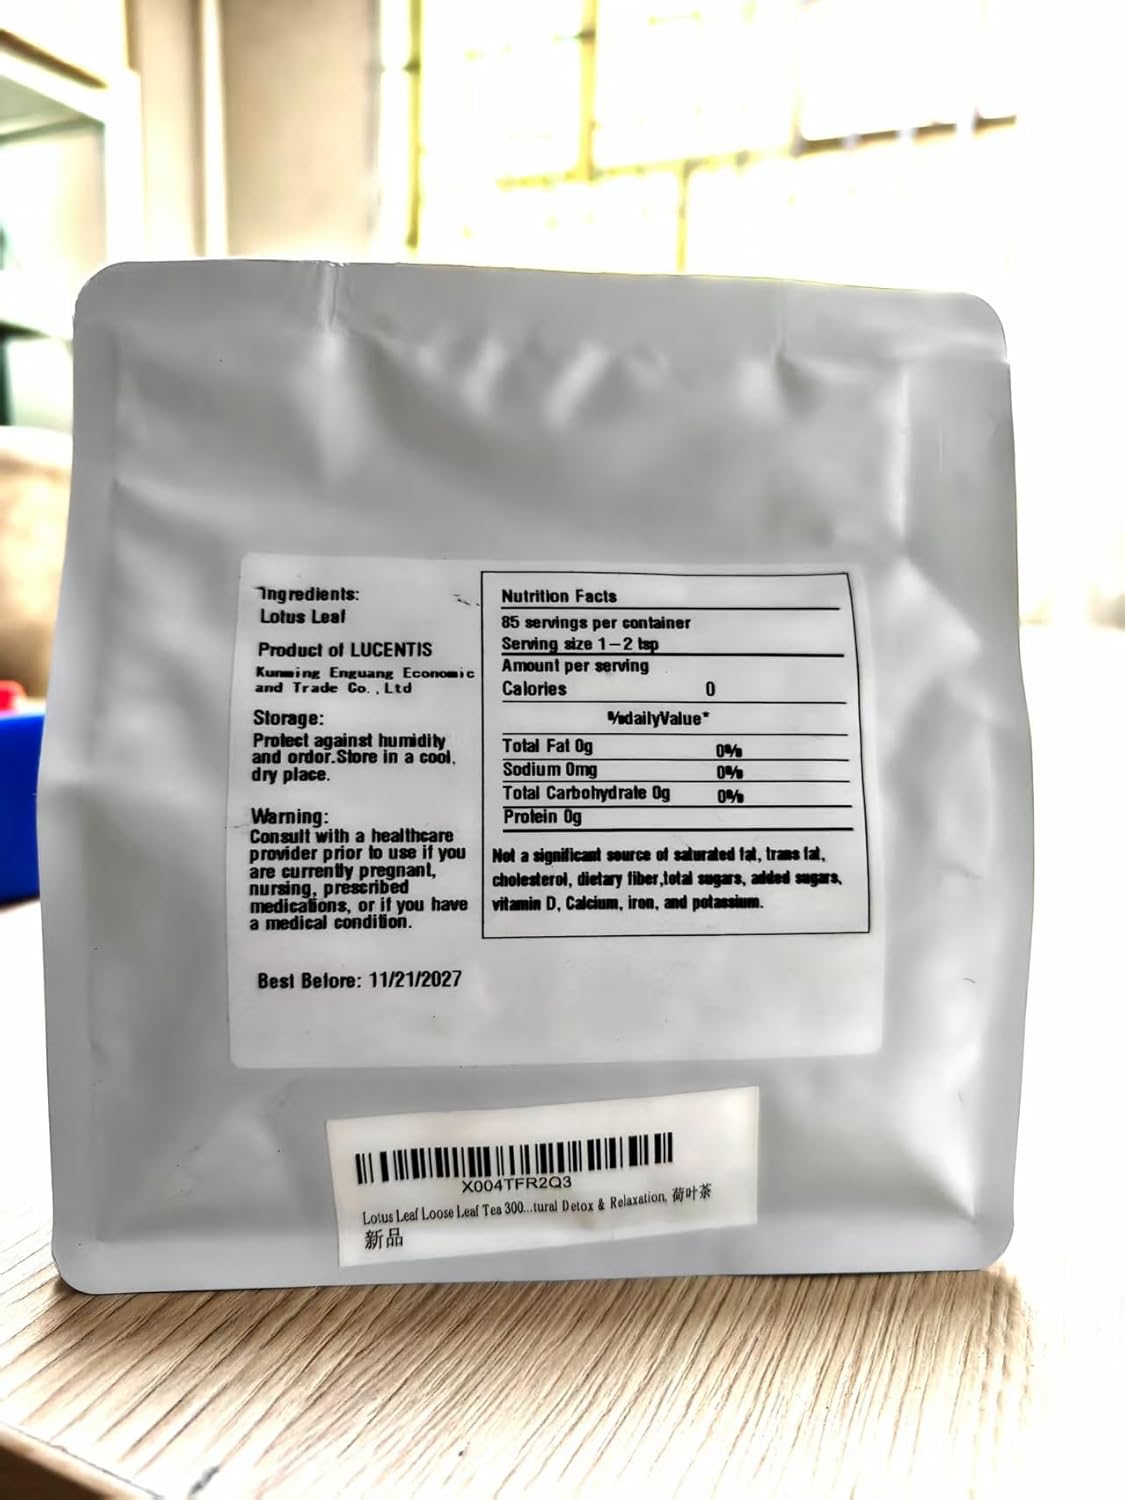 Ingredients:
Lotus Leaf
Product of LUCENTIS
Kunming Enguang Economic
and Trade Co., Ltd
Storage:
Protect against humidity
and ordor.Store in a cool,
dry place.
Warning:
Consult with a healthcare
provider prior to use if you
are currently pregnant,
nursing, prescribed
medications, or if you have
a medical condition.
Best Before: 11/21/2027
Nutrition Facts
85 servings per container
Serving size 1-2 tsp
Amount per serving
Calories 0
%dailyValue*
Total Fat 0g 0%
Sodium 0mg 0%
Total Carbohydrate 0g 0%
Protein 0g
Not a significant source of saturated fat, trans fat,
cholesterol, dietary fiber,total sugars, added sugars,
vitamin D, Calcium, iron, and potassium.
X004TFR2Q3
Lotus Leaf Loose Leaf Tea 300...tural Detox & Relaxation, 荷叶茶
新品